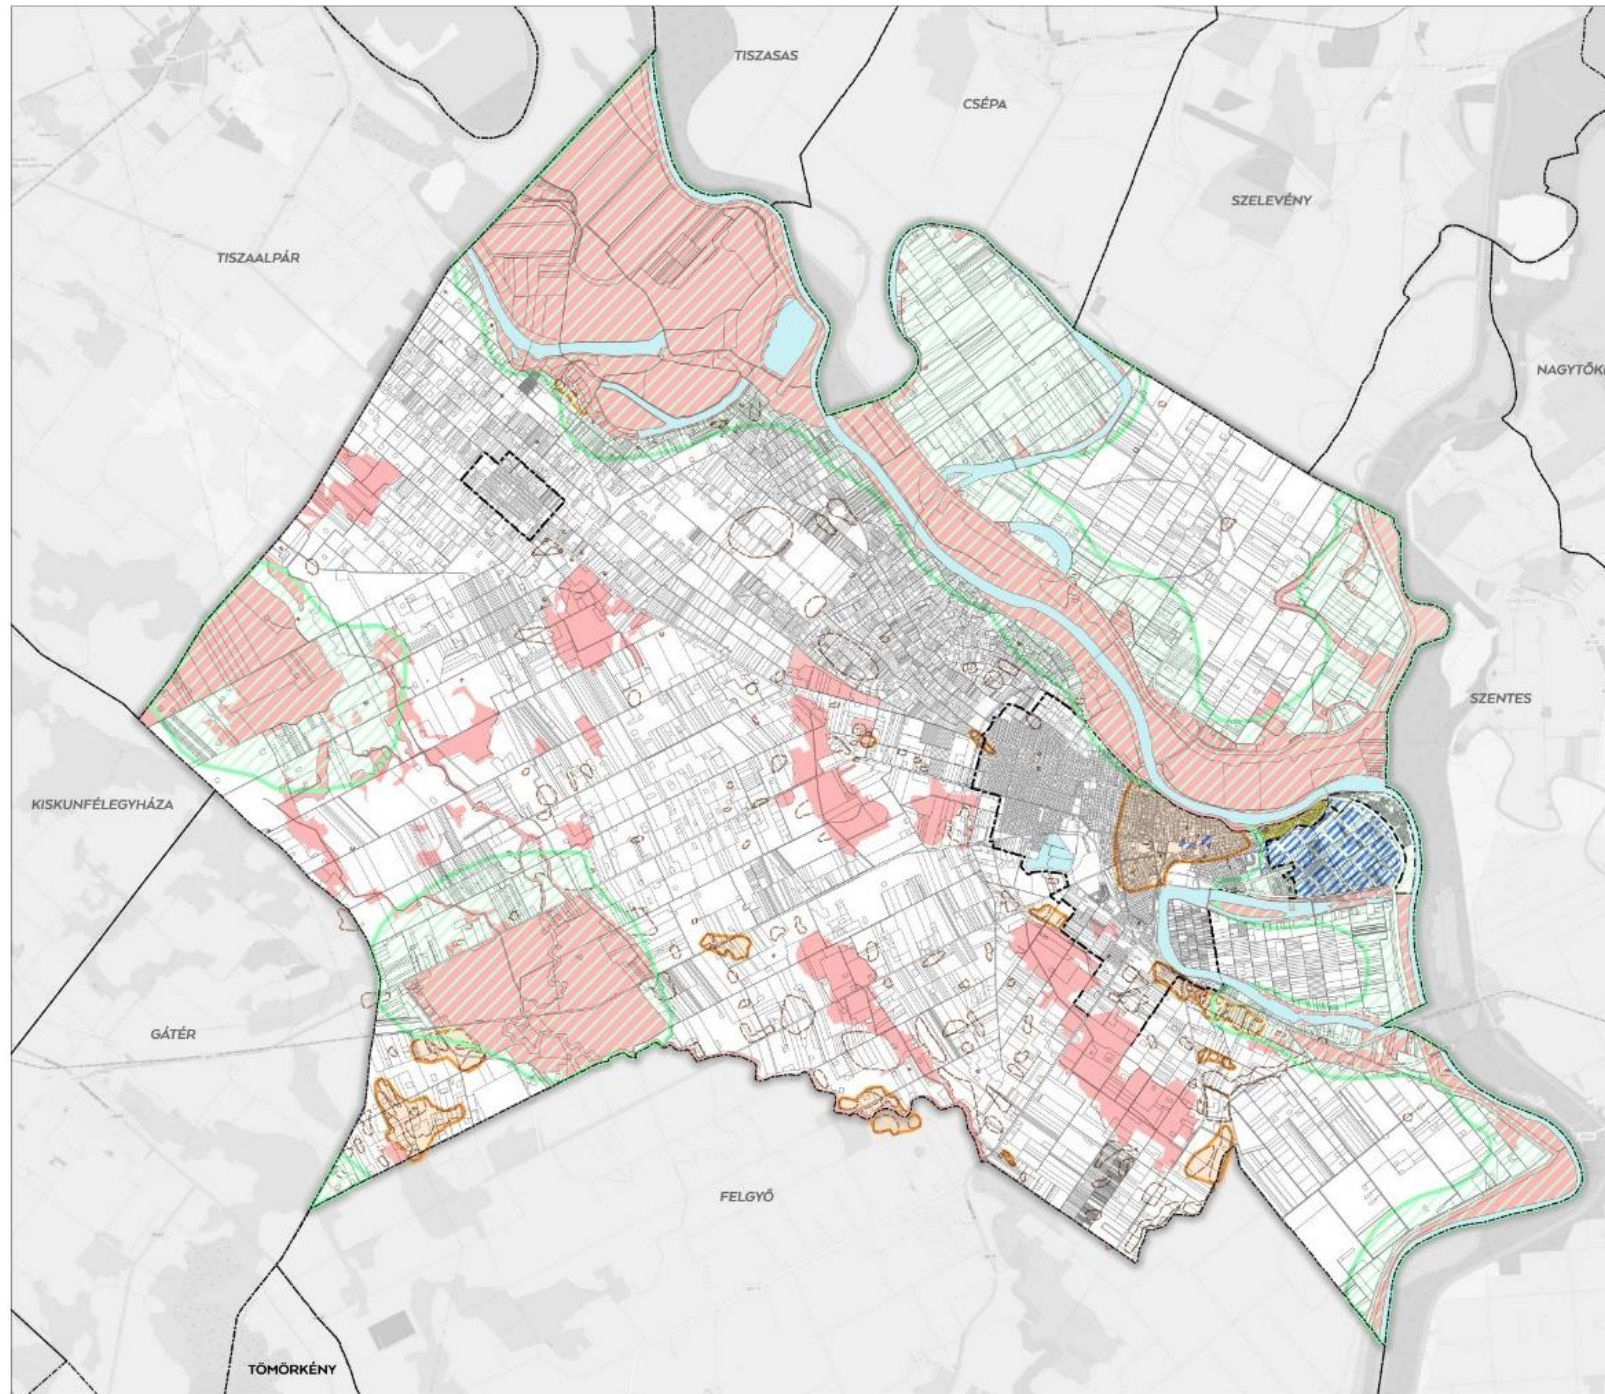 TISZASAS
CSÉPA
SZELEVÉNY
TISZAALPÁR
NAGYTŐK
SZENTES
KISKUNFÉLEGYHÁZA
GÁTÉR
FELGYŐ
TÖMÖRKÉNY